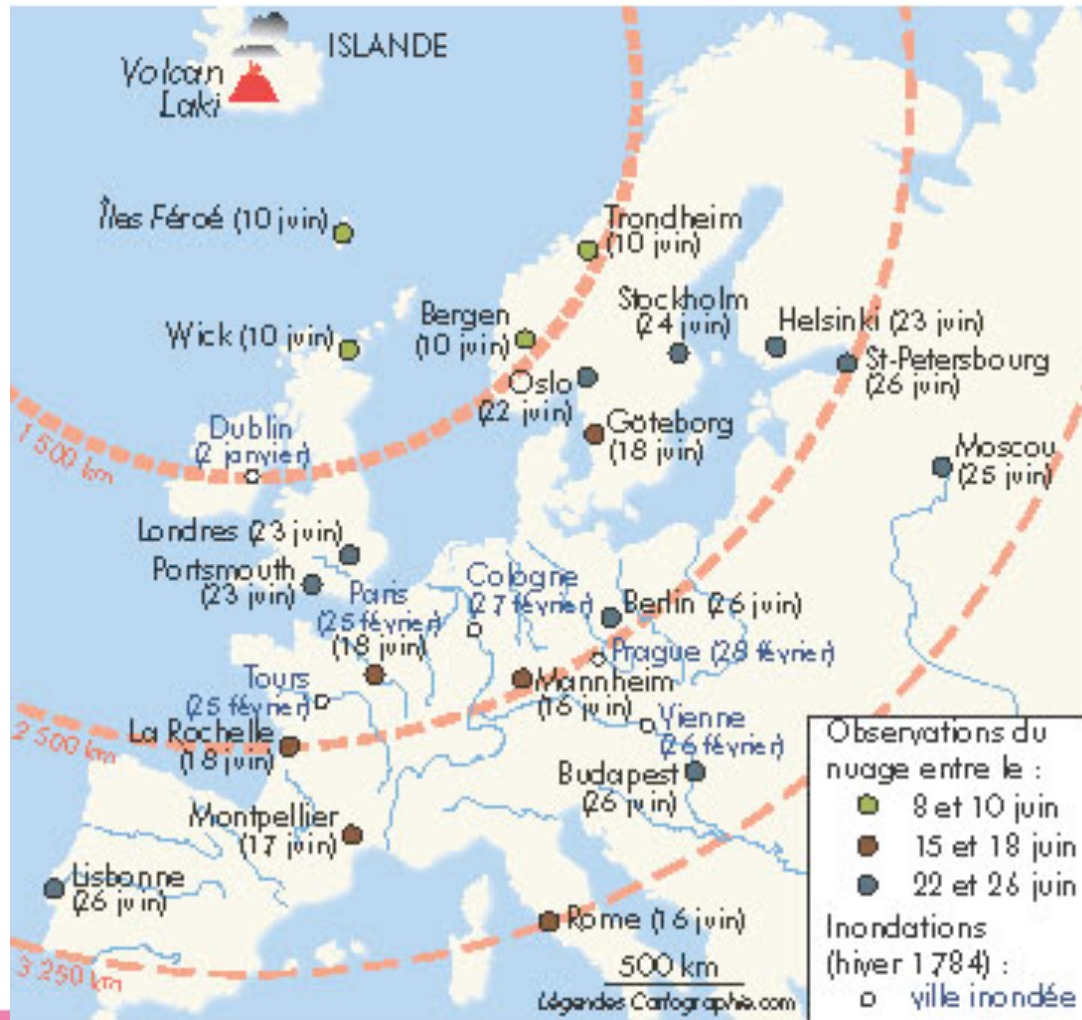 ISLANDE
Volcan
Laki
Îles Féroé (10 juin)
Trondheim
(10 juin)
Stockholm
(24 juin)
Bergen
(10 juin)
Wick (10 juin)
Helsinki (23 juin)
St-Petersbourg
(26 juin)
Oslo
(22 juin)
Dublin
(2 janvier)
Göteborg
(18 juin)
1 500 km
Moscou
(25 juin)
Londres (23 juin)
Portsmouth
(23 juin)
Cologne
(27 février)
Paris
(25 février)
(18 juin)
Berlin (26 juin)
Prague (28 février)
Tours
(25 février)
Mannheim
(16 juin)
Vienne
(26 février)
2 500 km
La Rochelle
(18 juin)
Budapest
(26 juin)
Montpellier
(17 juin)
Lisbonne
(26 juin)
Rome (16 juin)
3 250 km
500 km
Légendes Cartographie.com
Observations du
nuage entre le :
8 et 10 juin
15 et 18 juin
22 et 26 juin
Inondations
(hiver 1784) :
ville inondée